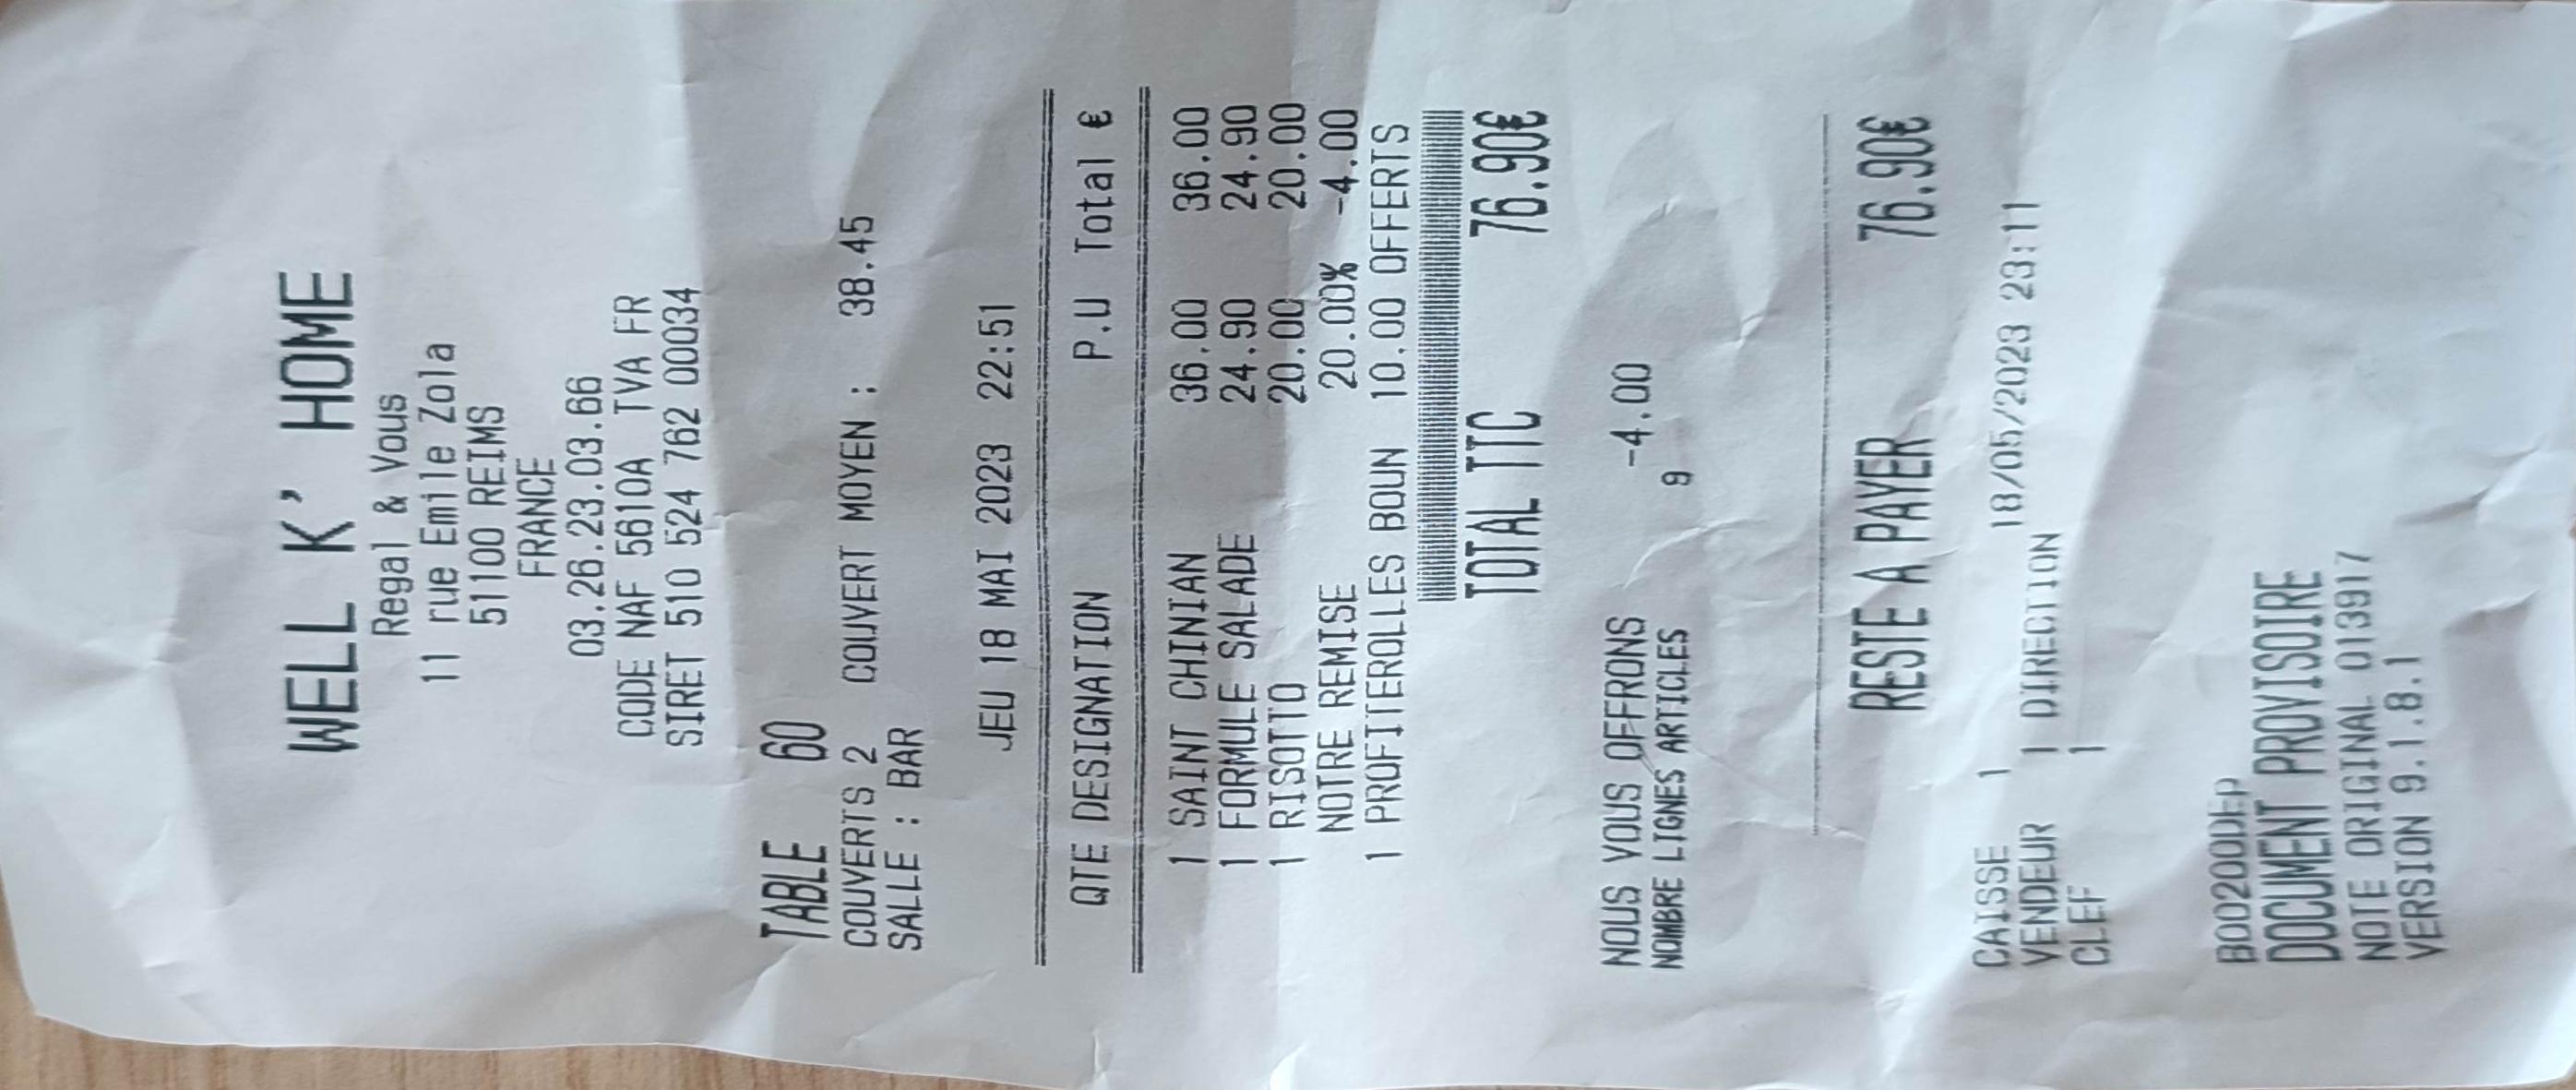 WELL K' HOME
Regal & Vous
11 rue Emile Zola
51100 REIMS
FRANCE
03.26.23.03.66
CODE NAF 5610A TVA FR
SIRET 510 524 762 00034
TABLE 60
COUVERTS 2 COUVERT MOYEN : 38.45
SALLE : BAR
JEU 18 MAI 2023 22:51
QTE DESIGNATION P.U Total €
1 SAINT CHINIAN 36.00 36.00
1 FORMULE SALADE 24.90 24.90
1 RISOTTO 20.00 20.00
NOTRE REMISE 20.00% -4.00
1 PROFITEROLLES BOUN 10.00 OFFERTS
TOTAL TTC 76.90€
NOUS VOUS OFFRONS -4.00
NOMBRE LIGNES ARTICLES 9
RESTE A PAYER 76.90€
CAISSE 1 18/05/2023 23:11
VENDEUR 1 DIRECTION
CLEF 1
BO0200DEP
DOCUMENT PROVISOIRE
NOTE ORIGINAL 013917
VERSION 9.1.8.1